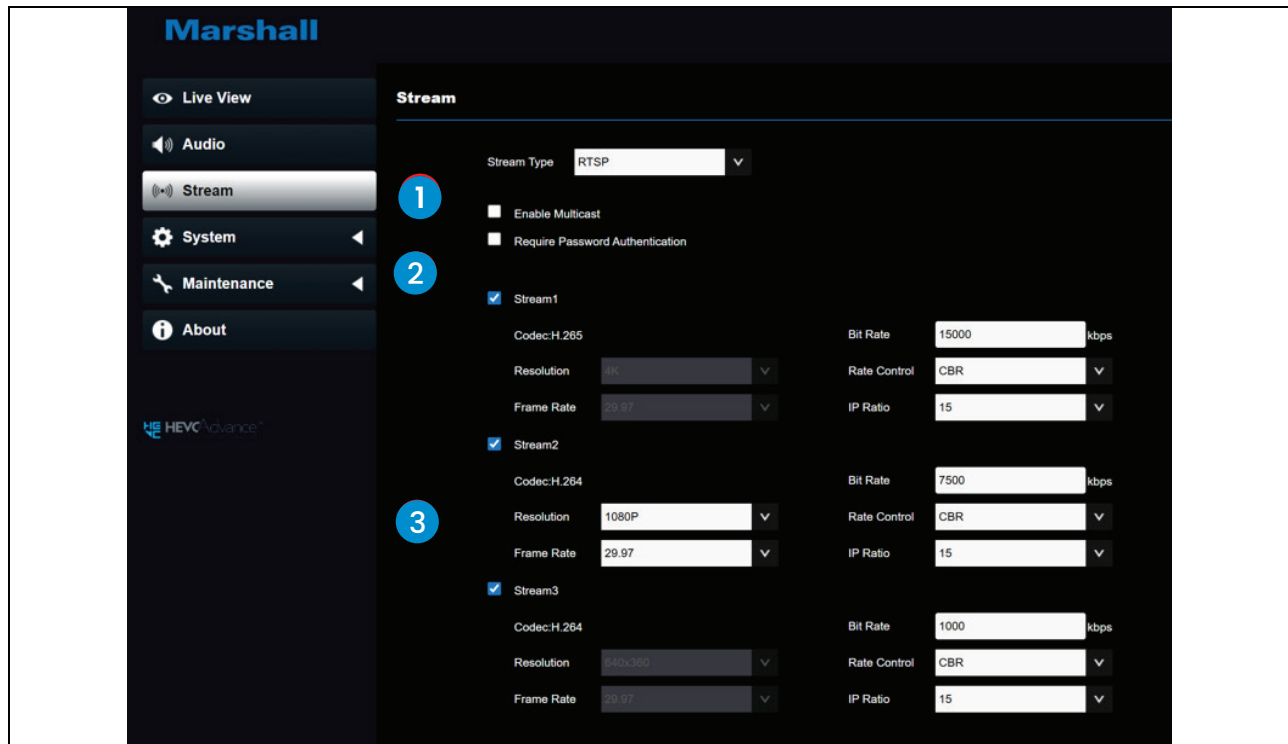 Marshall
Live View
Audio
Stream
System
Maintenance
About
HEVC Advance
Stream
Stream Type RTSP
1
Enable Multicast
Require Password Authentication
2
Stream1
Codec:H.265 Bit Rate 15000 kbps
Resolution 4K Rate Control CBR
Frame Rate 29.97 IP Ratio 15
Stream2
Codec:H.264 Bit Rate 7500 kbps
3
Resolution 1080P Rate Control CBR
Frame Rate 29.97 IP Ratio 15
Stream3
Codec:H.264 Bit Rate 1000 kbps
Resolution 640x360 Rate Control CBR
Frame Rate 29.97 IP Ratio 15